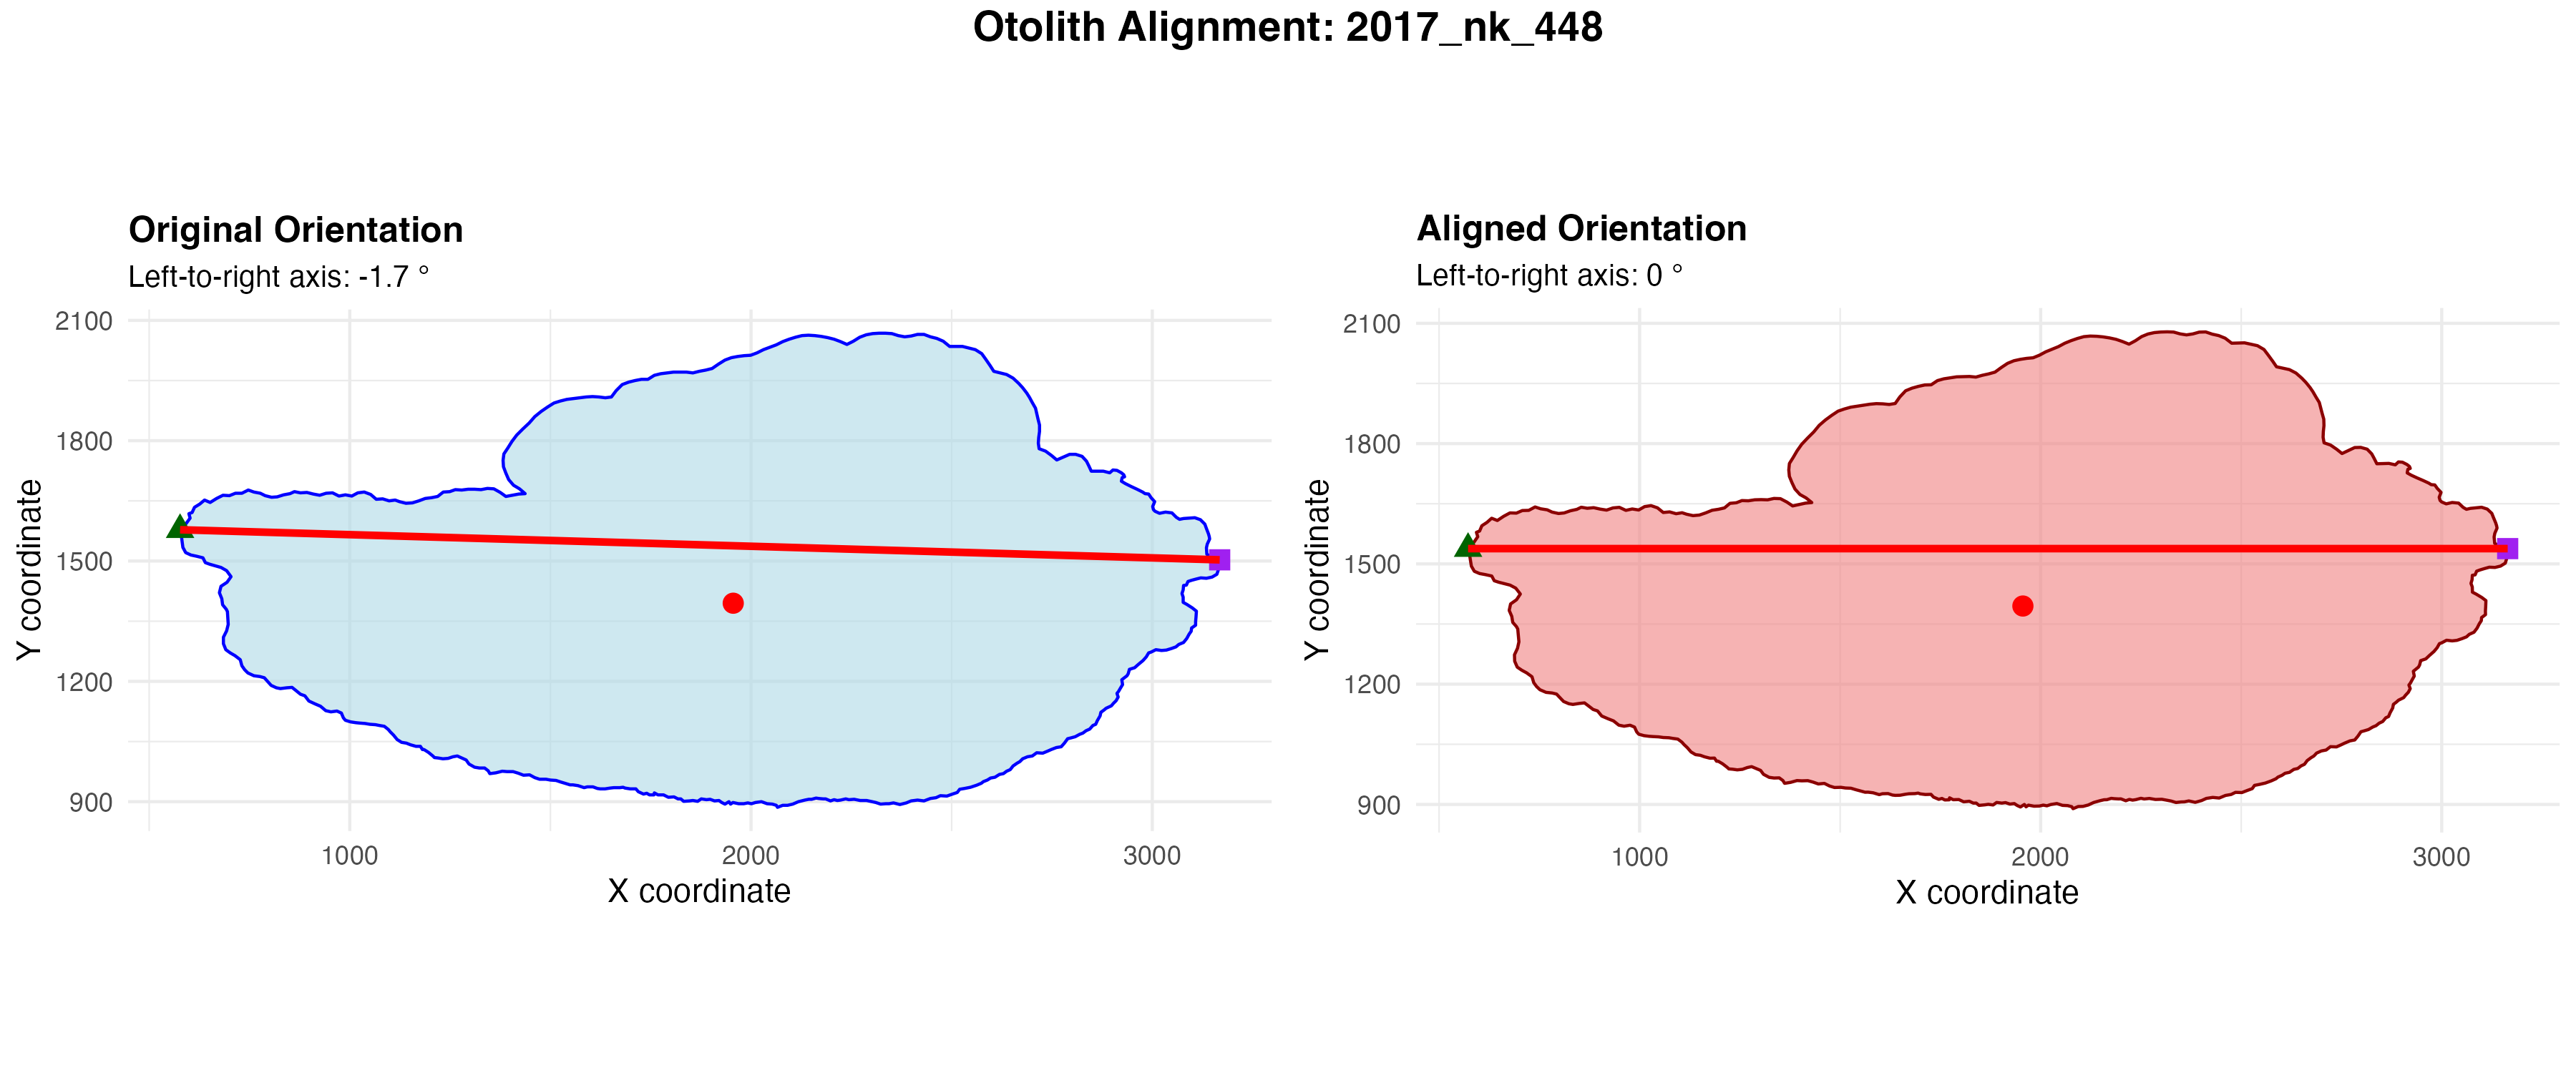 Otolith Alignment: 2017_nk_448
Original Orientation
Left-to-right axis: -1.7 °
2100
1800
1500
1200
900
Y coordinate
1000 2000 3000
X coordinate
Aligned Orientation
Left-to-right axis: 0 °
2100
1800
1500
1200
900
Y coordinate
1000 2000 3000
X coordinate